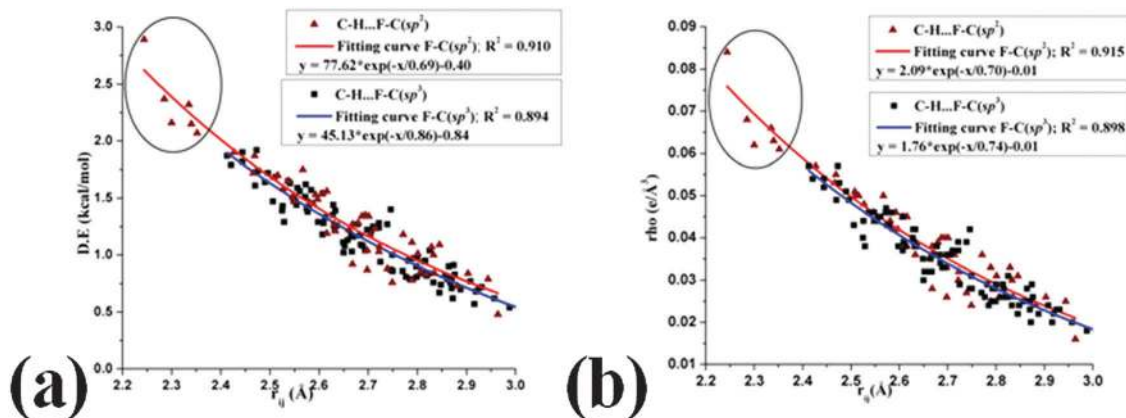 C-H...F-C(sp²)
Fitting curve F-C(sp²); R² = 0.910
y = 77.62*exp(-x/0.69)-0.40
C-H...F-C(sp³)
Fitting curve F-C(sp³); R² = 0.894
y = 45.13*exp(-x/0.86)-0.84
D.E (kcal/mol)
3.0
2.5
2.0
1.5
1.0
0.5
0.0
2.2 2.3 2.4 2.5 2.6 2.7 2.8 2.9 3.0
r_ij (Å)
(a)
C-H...F-C(sp²)
Fitting curve F-C(sp²); R² = 0.915
y = 2.09*exp(-x/0.70)-0.01
C-H...F-C(sp³)
Fitting curve F-C(sp³); R² = 0.898
y = 1.76*exp(-x/0.74)-0.01
rho (e/Å³)
0.09
0.08
0.07
0.06
0.05
0.04
0.03
0.02
0.01
2.2 2.3 2.4 2.5 2.6 2.7 2.8 2.9 3.0
r_ij (Å)
(b)